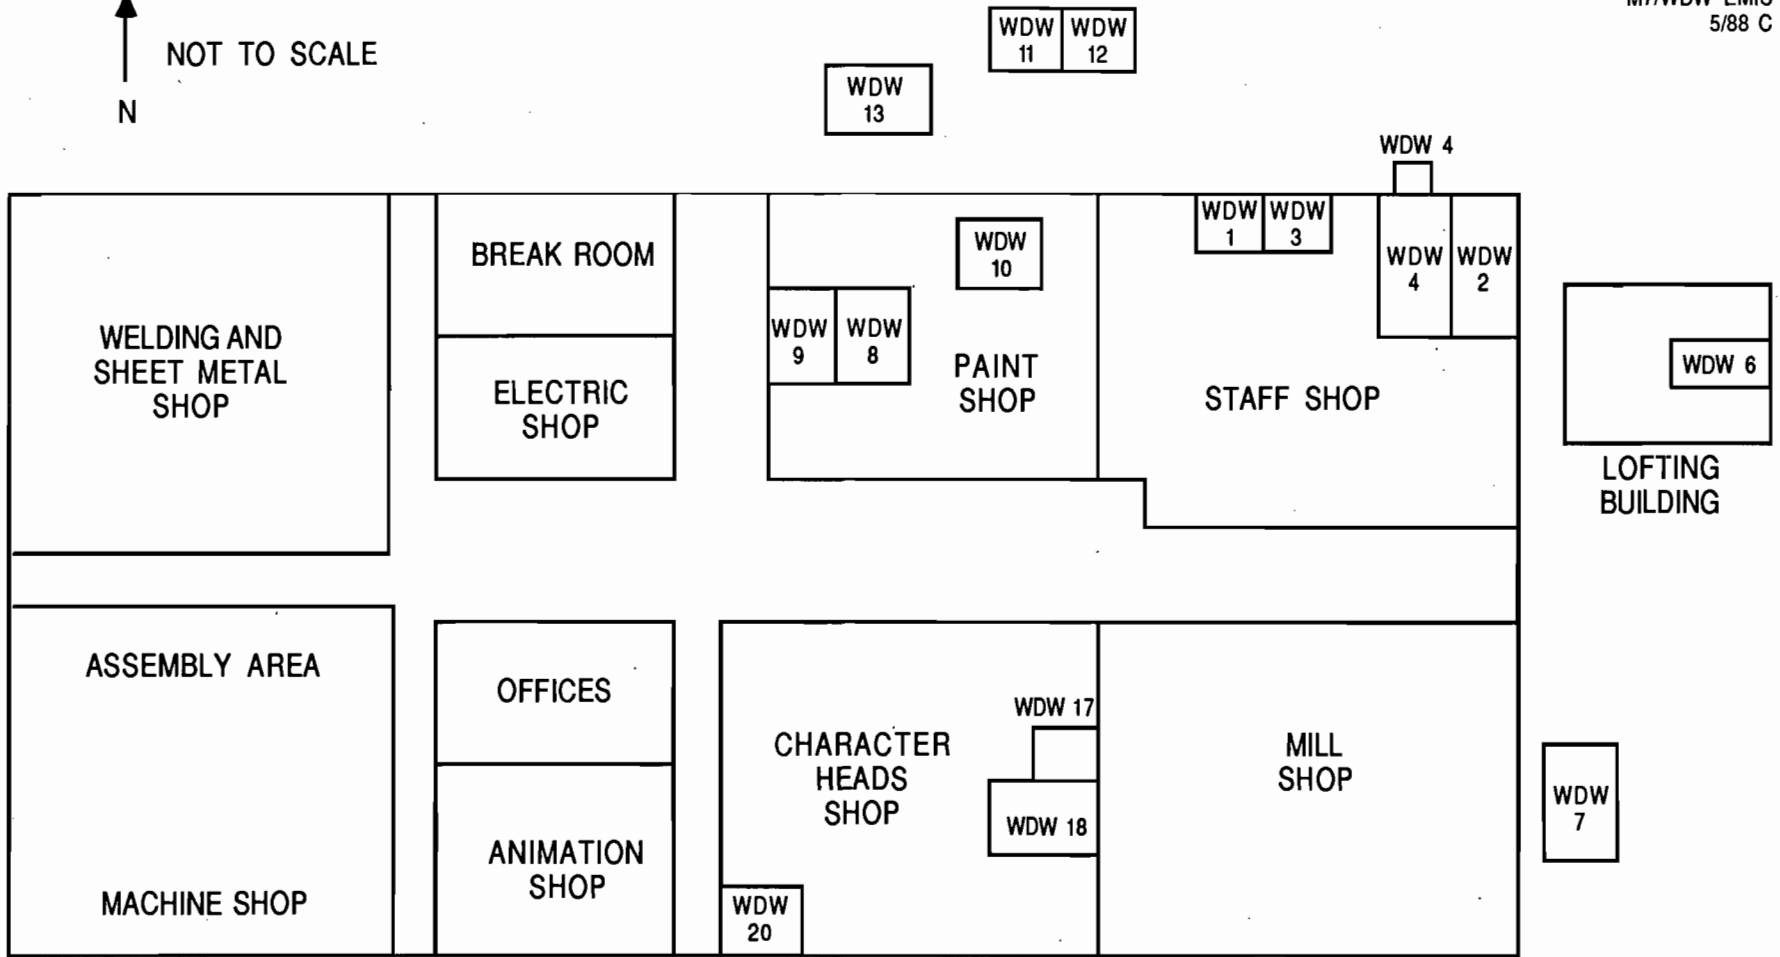 M7/WDW EMIS
5/88 C
NOT TO SCALE
N
WDW
11
WDW
12
WDW
13
WDW 4
WDW
1
WDW
3
BREAK ROOM
WDW
10
WDW
4
WDW
2
WELDING AND
SHEET METAL
SHOP
WDW
9
WDW
8
PAINT
SHOP
WDW 6
ELECTRIC
SHOP
STAFF SHOP
LOFTING
BUILDING
ASSEMBLY AREA
OFFICES
WDW 17
CHARACTER
HEADS
SHOP
MILL
SHOP
WDW
7
WDW 18
ANIMATION
SHOP
MACHINE SHOP
WDW
20